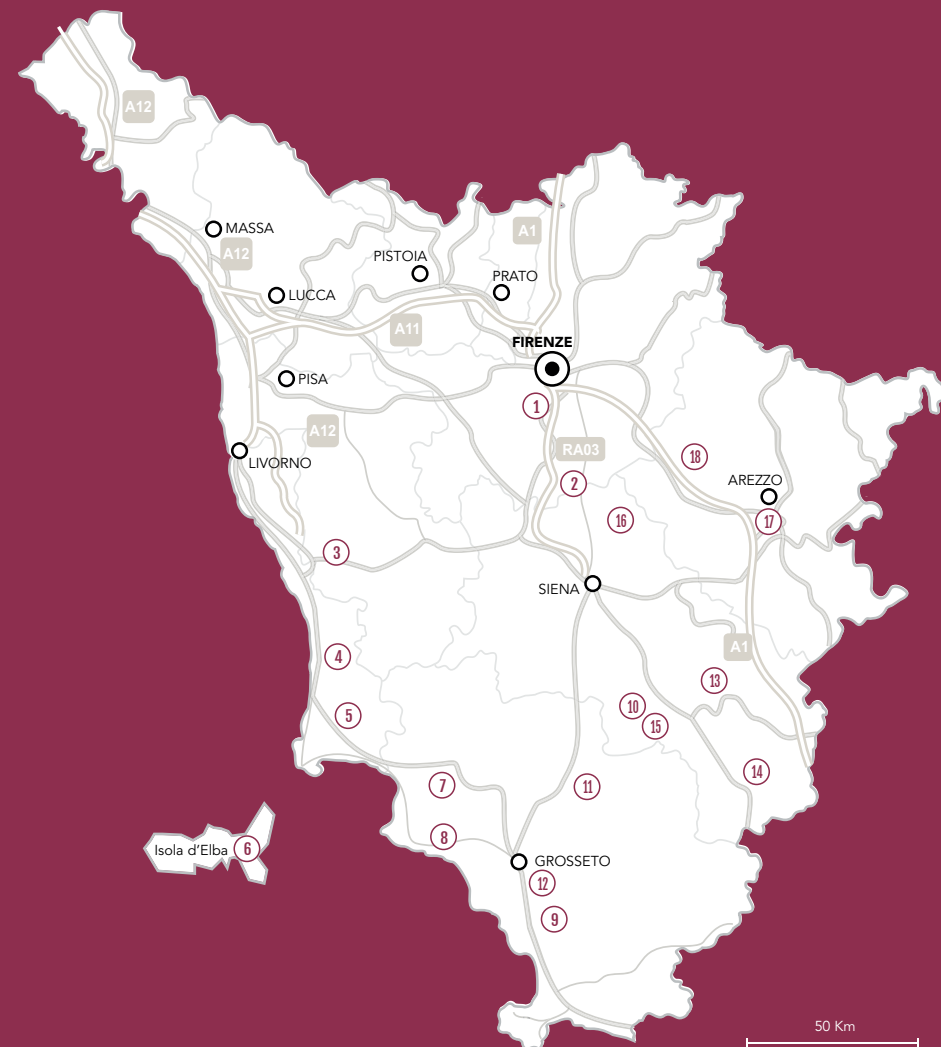 A12
MASSA
A1
A12
PISTOIA
PRATO
LUCCA
A11
FIRENZE
PISA
1
A12
RA03
LIVORNO
18
2
AREZZO
16
17
3
SIENA
A1
4
13
10
5
15
14
7
11
8
Isola d'Elba
6
GROSSETO
12
9
50 Km